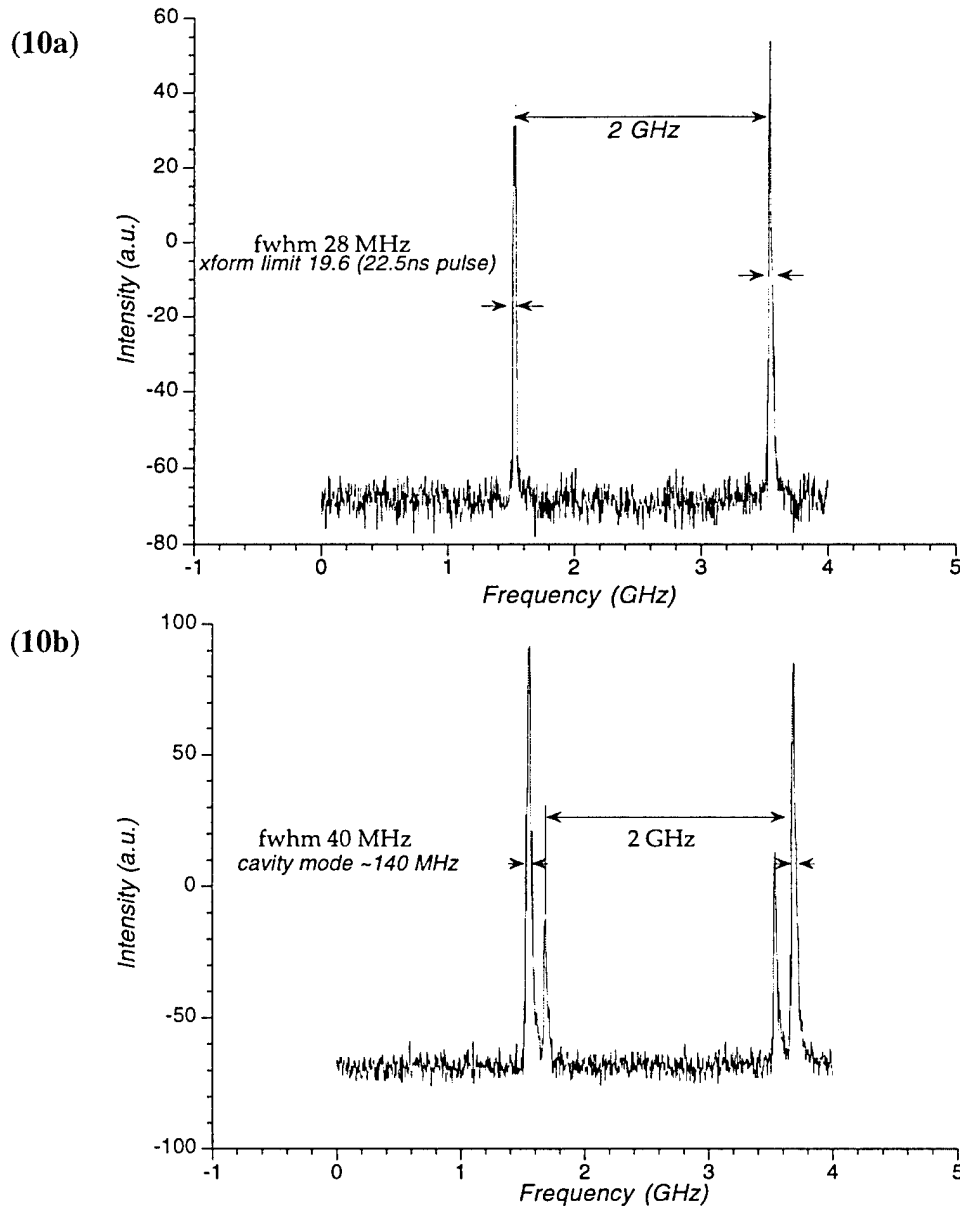 (10a)
60
40
20
0
-20
-40
-60
-80
Intensity (a.u.)
2 GHz
fwhm 28 MHz
xform limit 19.6 (22.5ns pulse)
-1 0 1 2 3 4 5
Frequency (GHz)
(10b)
100
50
0
-50
-100
Intensity (a.u.)
fwhm 40 MHz
cavity mode ~140 MHz
2 GHz
-1 0 1 2 3 4 5
Frequency (GHz)